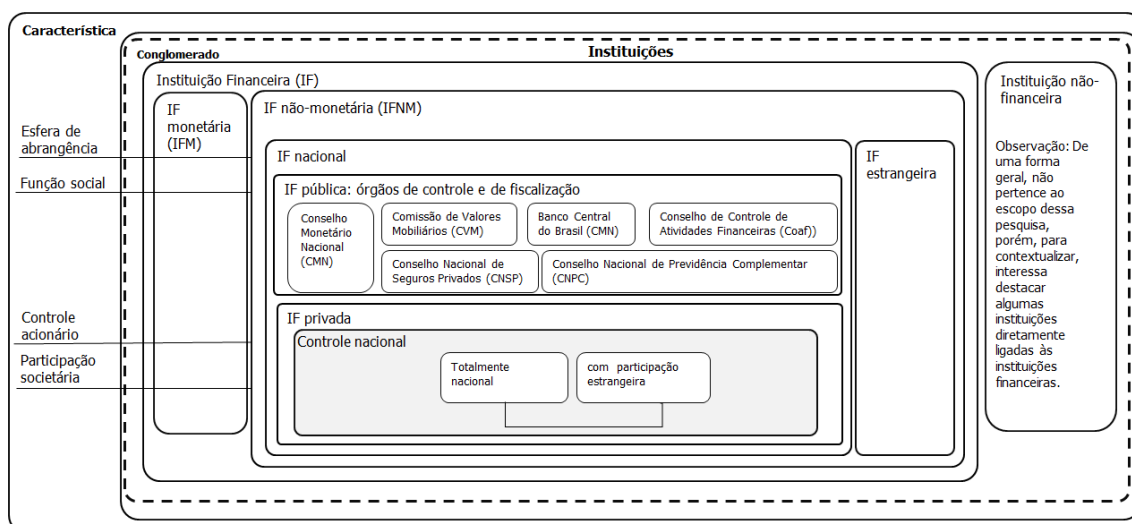 Característica
Instituições
Conglomerado
Instituição Financeira (IF)
IF
monetária
(IFM)
IF não-monetária (IFNM)
Esfera de
abrangência
Função social
Controle
acionário
Participação
societária
IF nacional
IF pública: órgãos de controle e de fiscalização
Conselho
Monetário
Nacional
(CMN)
Comissão de Valores
Mobiliários (CVM)
Banco Central
do Brasil (CMN)
Conselho de Controle de
Atividades Financeiras (Coaf))
Conselho Nacional de
Seguros Privados (CNSP)
Conselho Nacional de Previdência Complementar
(CNPC)
IF privada
Controle nacional
Totalmente
nacional
com participação
estrangeira
IF
estrangeira
Instituição não-
financeira
Observação: De
uma forma
geral, não
pertence ao
escopo dessa
pesquisa,
porém, para
contextualizar,
interessa
destacar
algumas
instituições
diretamente
ligadas às
instituições
financeiras.